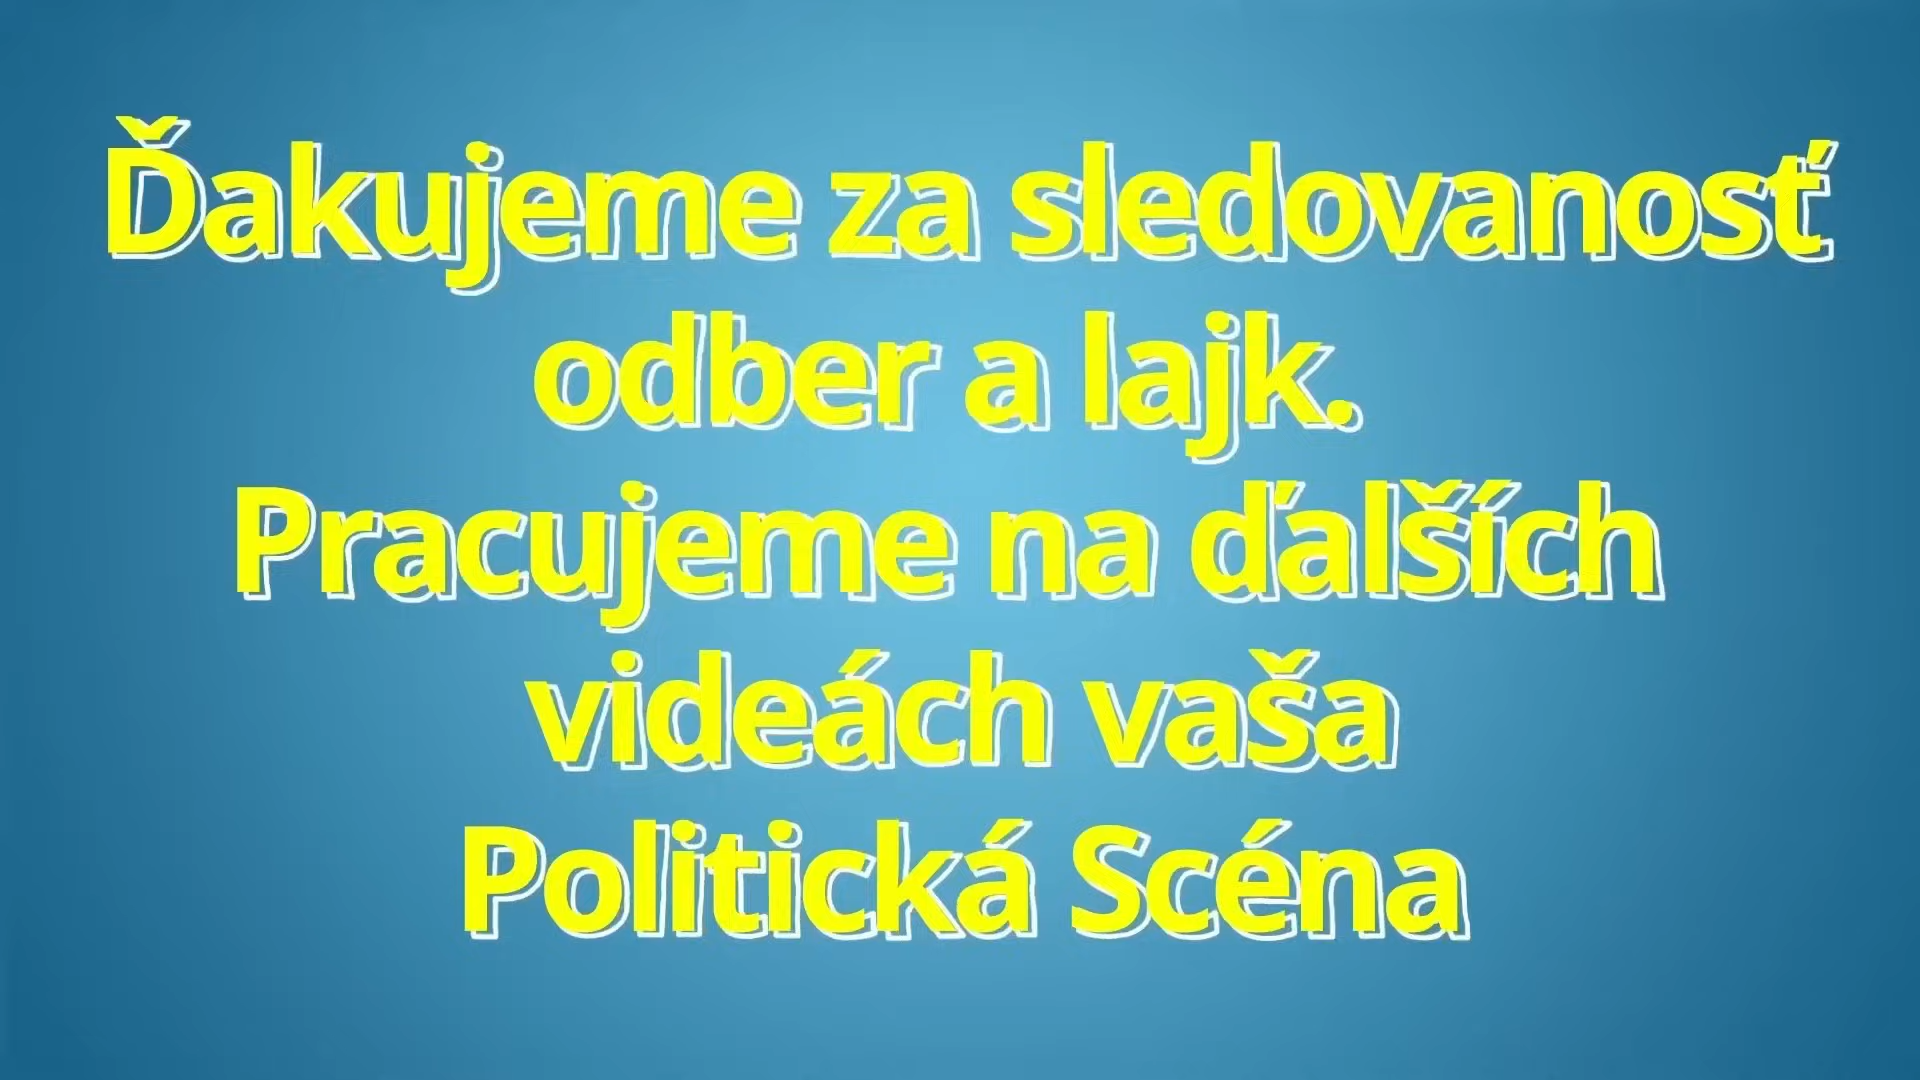 Ďakujeme za sledovanosť
odber a lajk.
Pracujeme na ďalších
videách vaša
Politická Scéna